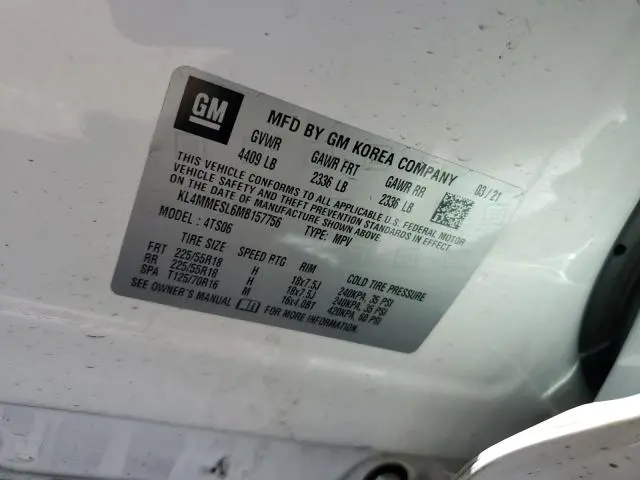 GM
MFD BY GM KOREA COMPANY
03/21
GVWR GAWR FRT GAWR RR
4409 LB 2336 LB 2336 LB
THIS VEHICLE CONFORMS TO ALL APPLICABLE U.S. FEDERAL MOTOR
VEHICLE SAFETY AND THEFT PREVENTION STANDARDS IN EFFECT
ON THE DATE OF MANUFACTURE SHOWN ABOVE.
KL4MMESL6MB157756 TYPE: MPV
MODEL: 4TS06
TIRE SIZE SPEED RTG RIM COLD TIRE PRESSURE
FRT 225/55R18 H 18x7.5J 240KPA, 35 PSI
RR 225/55R18 H 18x7.5J 240KPA, 35 PSI
SPA T125/70R16 M 16x4.0BT 420KPA, 60 PSI
SEE OWNER'S MANUAL FOR MORE INFORMATION.